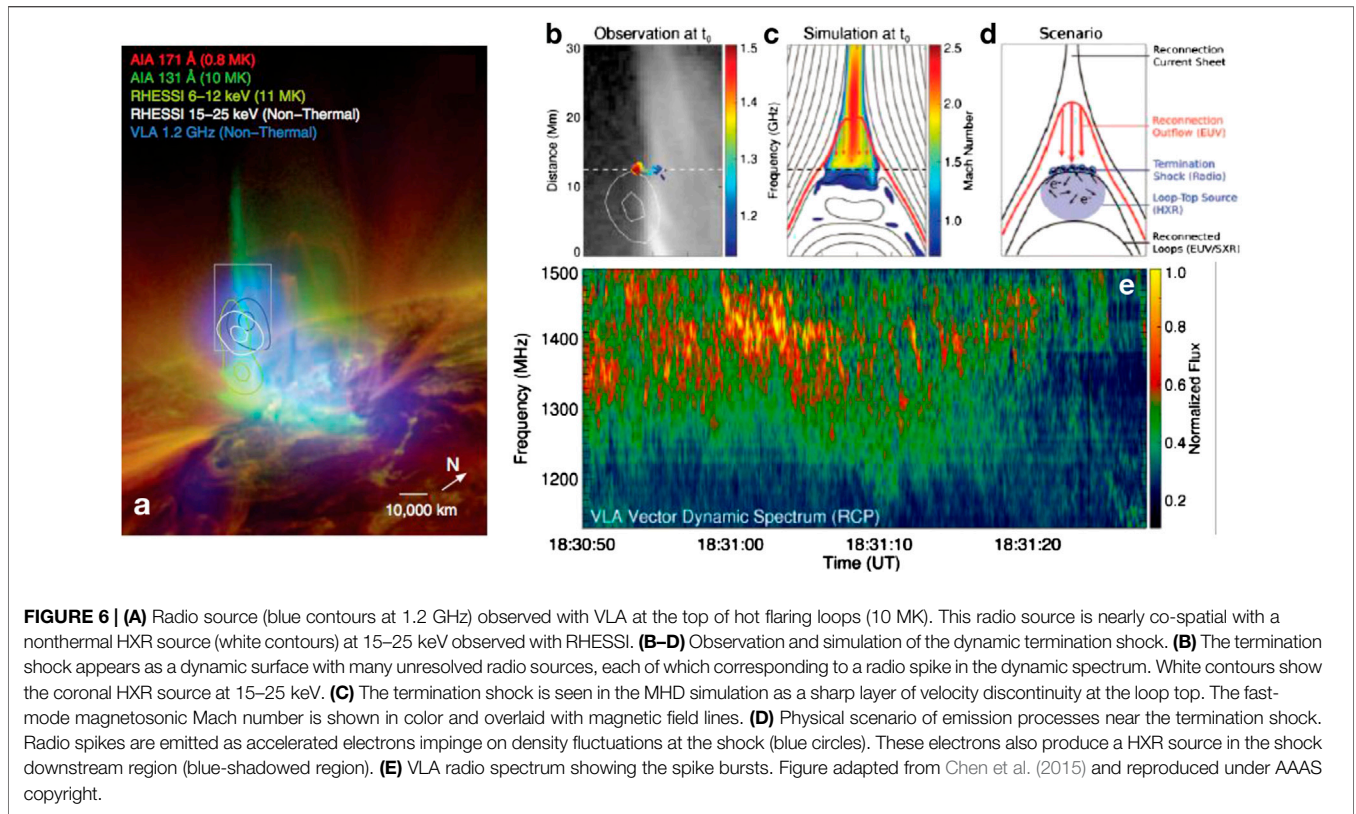 AIA 171 Å (0.8 MK)
AIA 131 Å (10 MK)
RHESSI 6–12 keV (11 MK)
RHESSI 15–25 keV (Non-Thermal)
VLA 1.2 GHz (Non-Thermal)
N
10,000 km
a
b
Observation at t₀
30
20
10
0
Distance (Mm)
1.5
1.4
1.3
1.2
Frequency (GHz)
c
Simulation at t₀
2.5
2.0
1.5
1.0
Mach Number
d
Scenario
Reconnection
Current Sheet
Reconnection
Outflow (EUV)
Termination
Shock (Radio)
Loop-Top Source
(HXR)
Reconnected
Loops (EUV/SXR)
e⁻
e⁻
e
1500
1400
1300
1200
Frequency (MHz)
VLA Vector Dynamic Spectrum (RCP)
18:30:50
18:31:00
18:31:10
18:31:20
Time (UT)
1.0
0.8
0.6
0.4
0.2
Normalized Flux
FIGURE 6 | (A) Radio source (blue contours at 1.2 GHz) observed with VLA at the top of hot flaring loops (10 MK). This radio source is nearly co-spatial with a
nonthermal HXR source (white contours) at 15–25 keV observed with RHESSI. (B–D) Observation and simulation of the dynamic termination shock. (B) The termination
shock appears as a dynamic surface with many unresolved radio sources, each of which corresponding to a radio spike in the dynamic spectrum. White contours show
the coronal HXR source at 15–25 keV. (C) The termination shock is seen in the MHD simulation as a sharp layer of velocity discontinuity at the loop top. The fast-
mode magnetosonic Mach number is shown in color and overlaid with magnetic field lines. (D) Physical scenario of emission processes near the termination shock.
Radio spikes are emitted as accelerated electrons impinge on density fluctuations at the shock (blue circles). These electrons also produce a HXR source in the shock
downstream region (blue-shadowed region). (E) VLA radio spectrum showing the spike bursts. Figure adapted from Chen et al. (2015) and reproduced under AAAS
copyright.